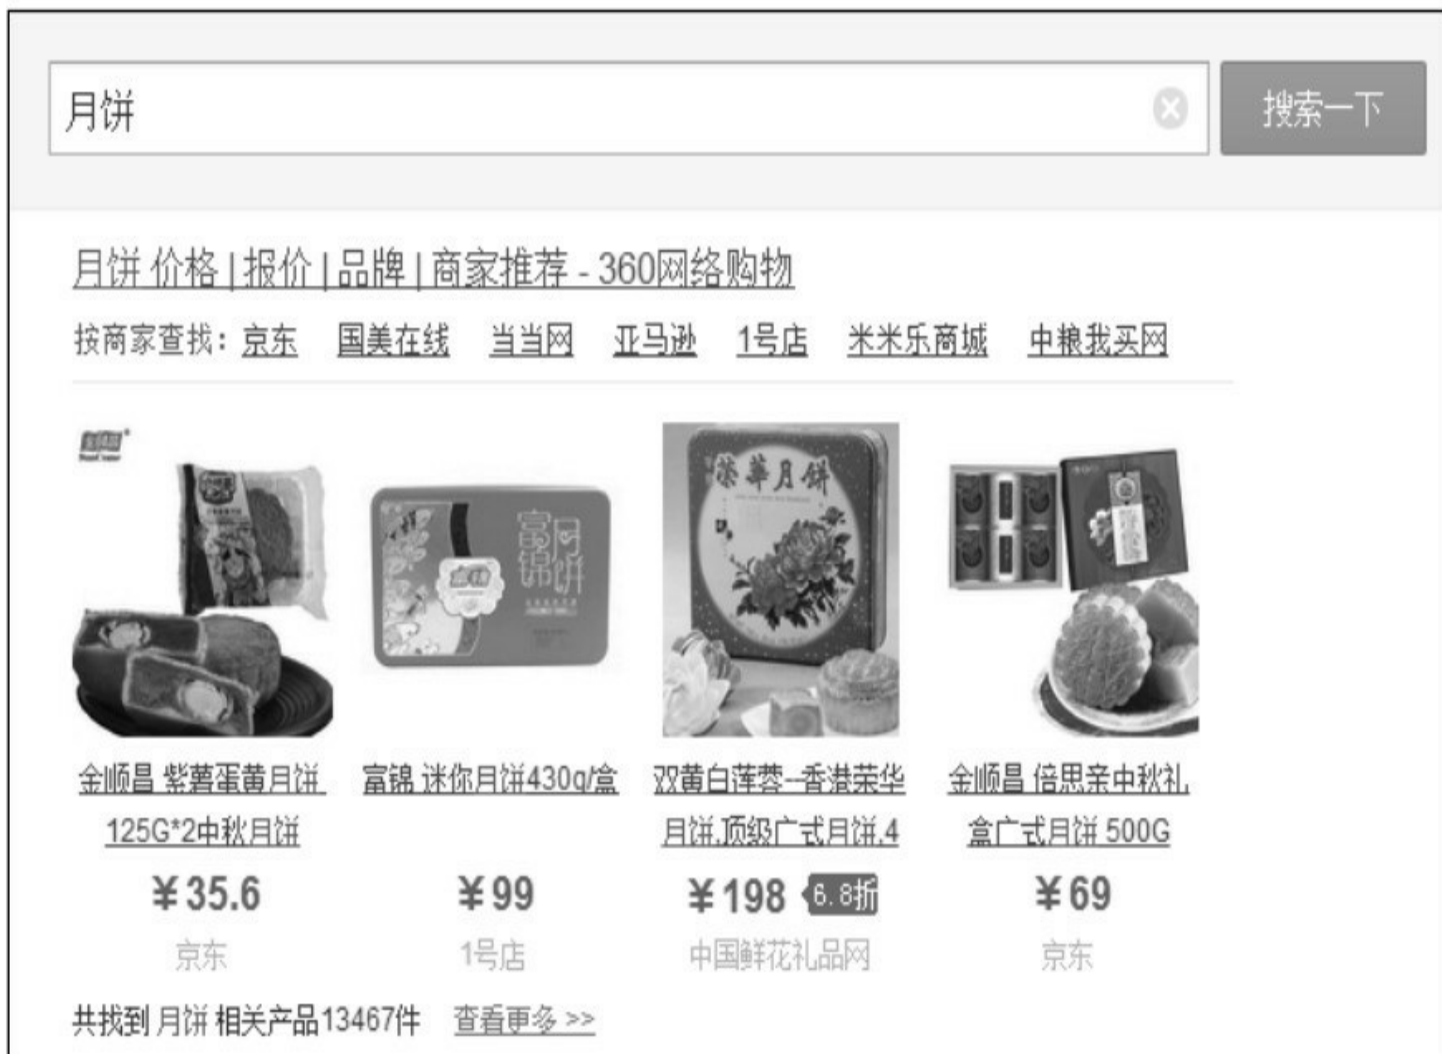 月饼
搜索一下
月饼 价格 | 报价 | 品牌 | 商家推荐 - 360网络购物
按商家查找： 京东 国美在线 当当网 亚马逊 1号店 米米乐商城 中粮我买网
荣華月餅
富锦月饼
金顺昌 紫薯蛋黄月饼
125G*2中秋月饼
¥35.6
京东
富锦 迷你月饼430g/盒
¥99
1号店
双黄白莲蓉--香港荣华
月饼,顶级广式月饼,4
¥198 6.8折
中国鲜花礼品网
金顺昌 倍思亲中秋礼
盒广式月饼 500G
¥69
京东
共找到 月饼 相关产品13467件 查看更多 >>